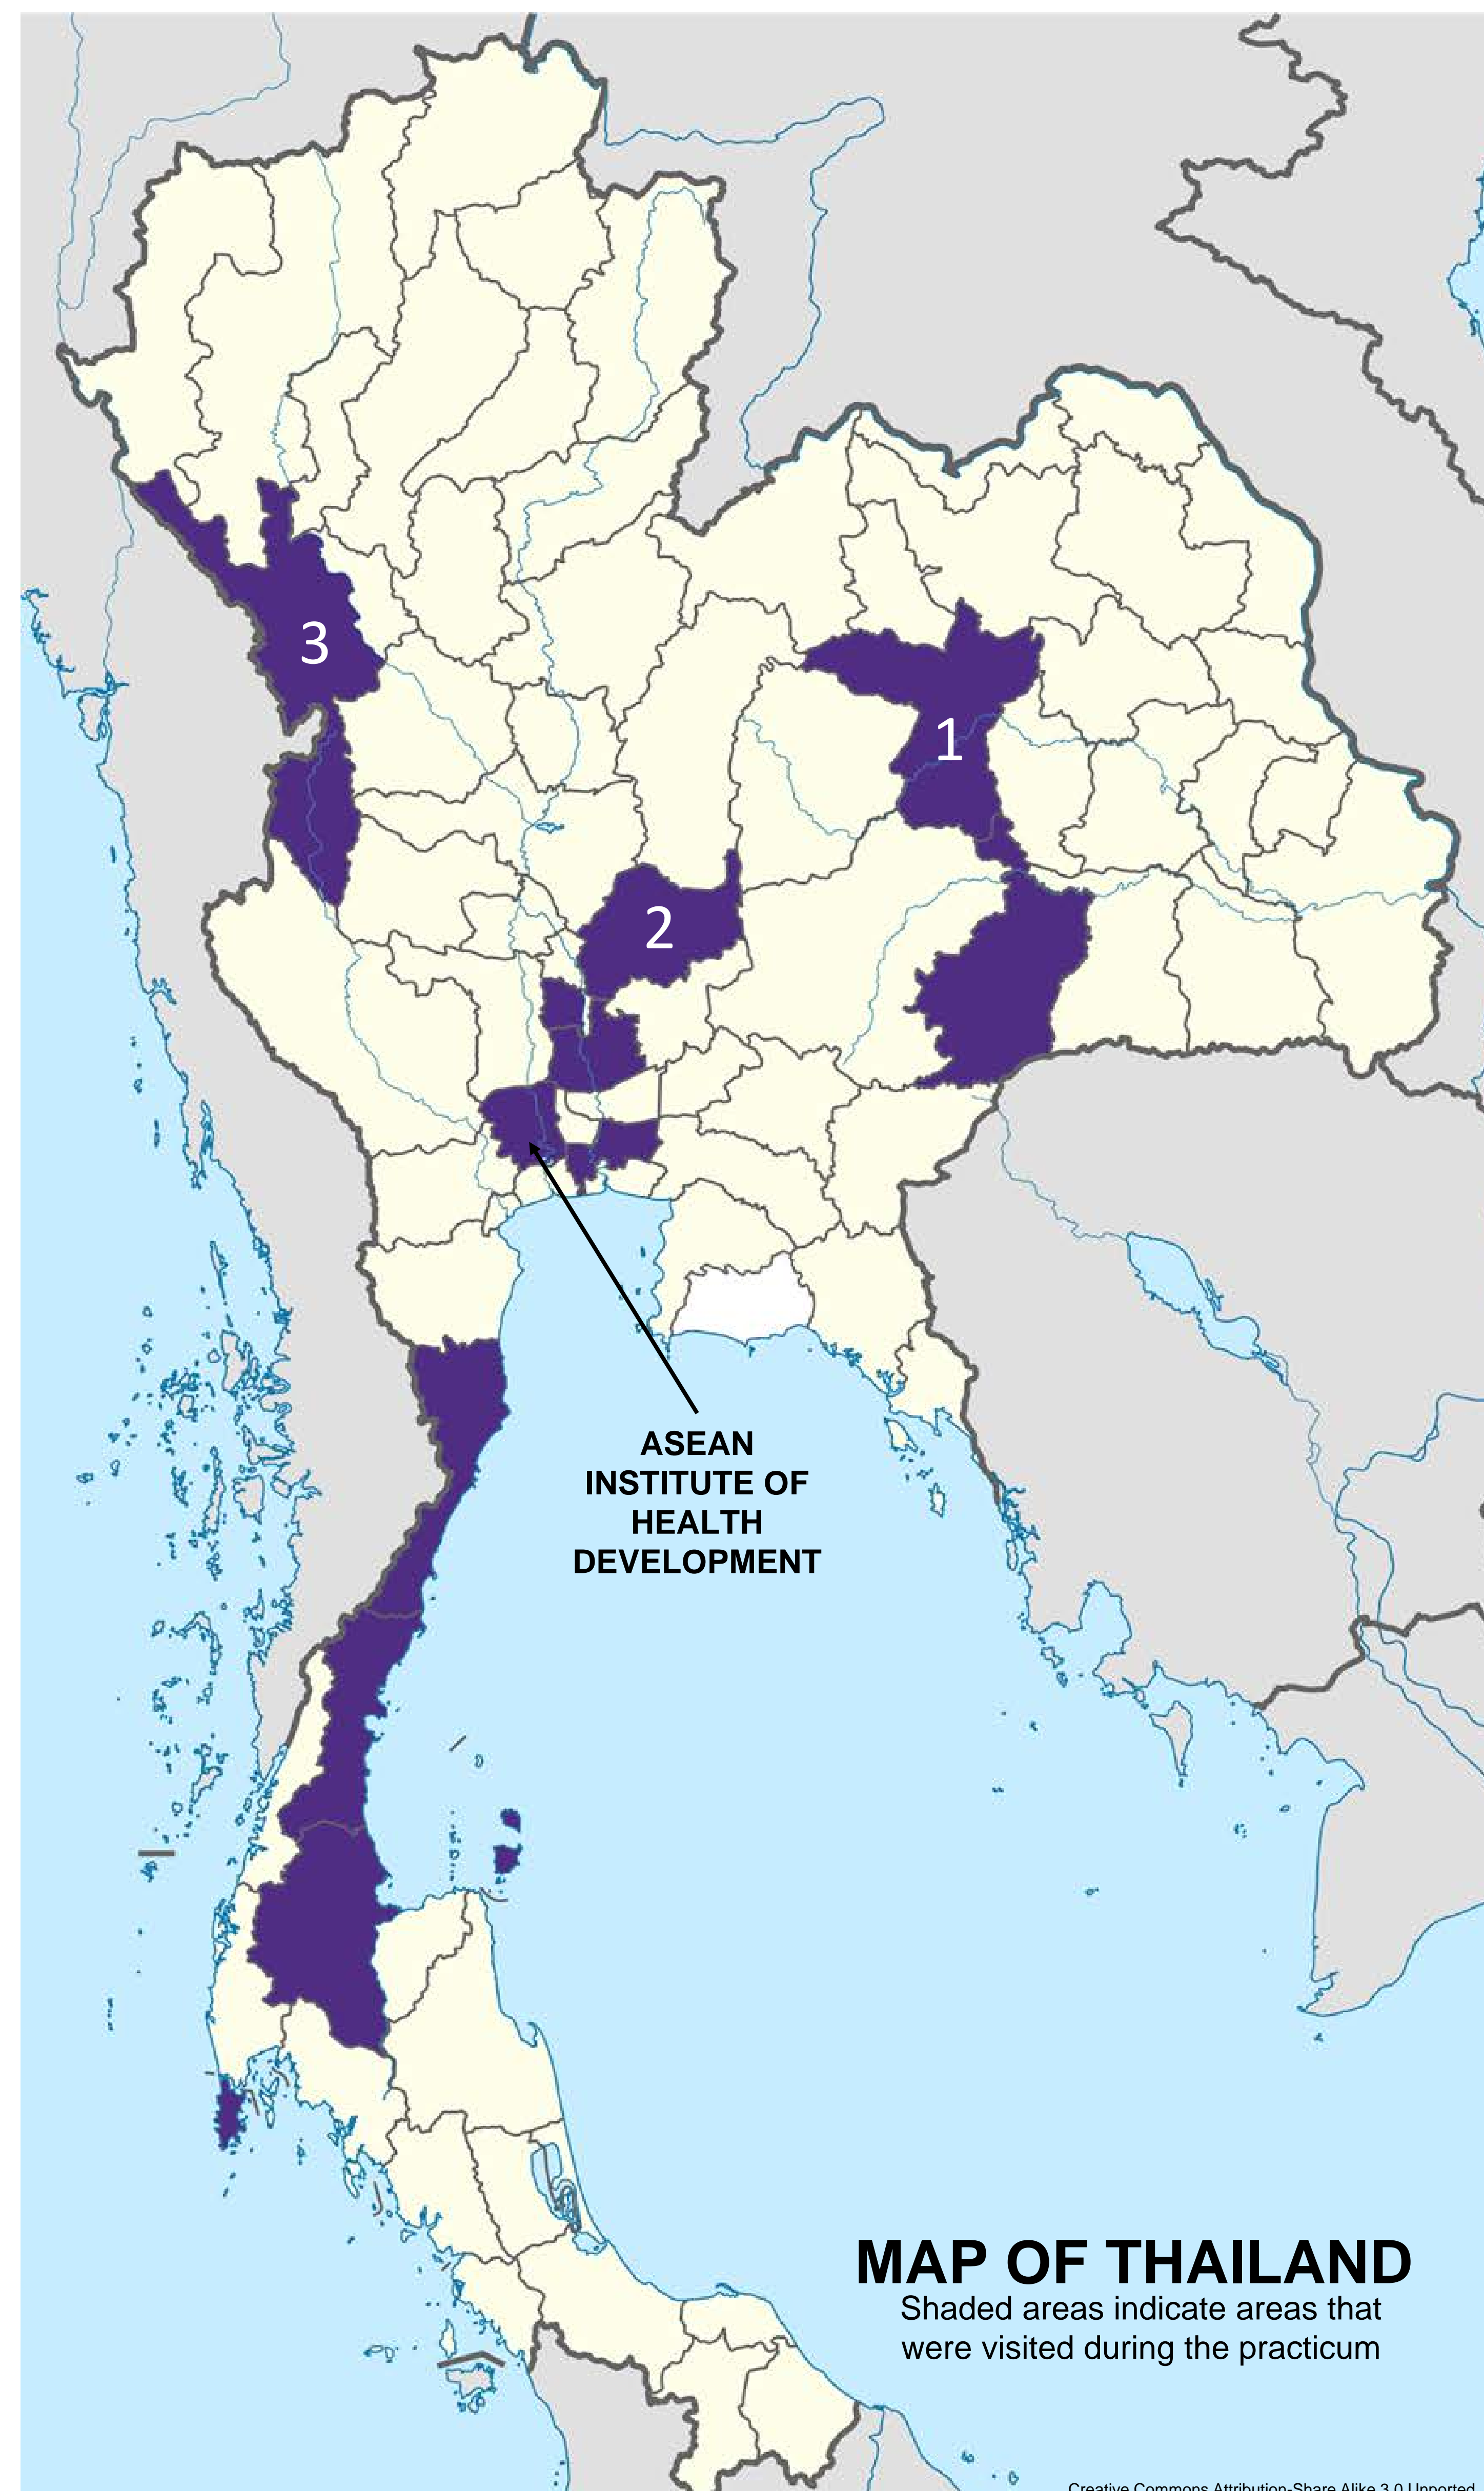 3
1
2
ASEAN
INSTITUTE OF
HEALTH
DEVELOPMENT
MAP OF THAILAND
Shaded areas indicate areas that
were visited during the practicum
Creative Commons Attribution-Share Alike 3.0 Unported